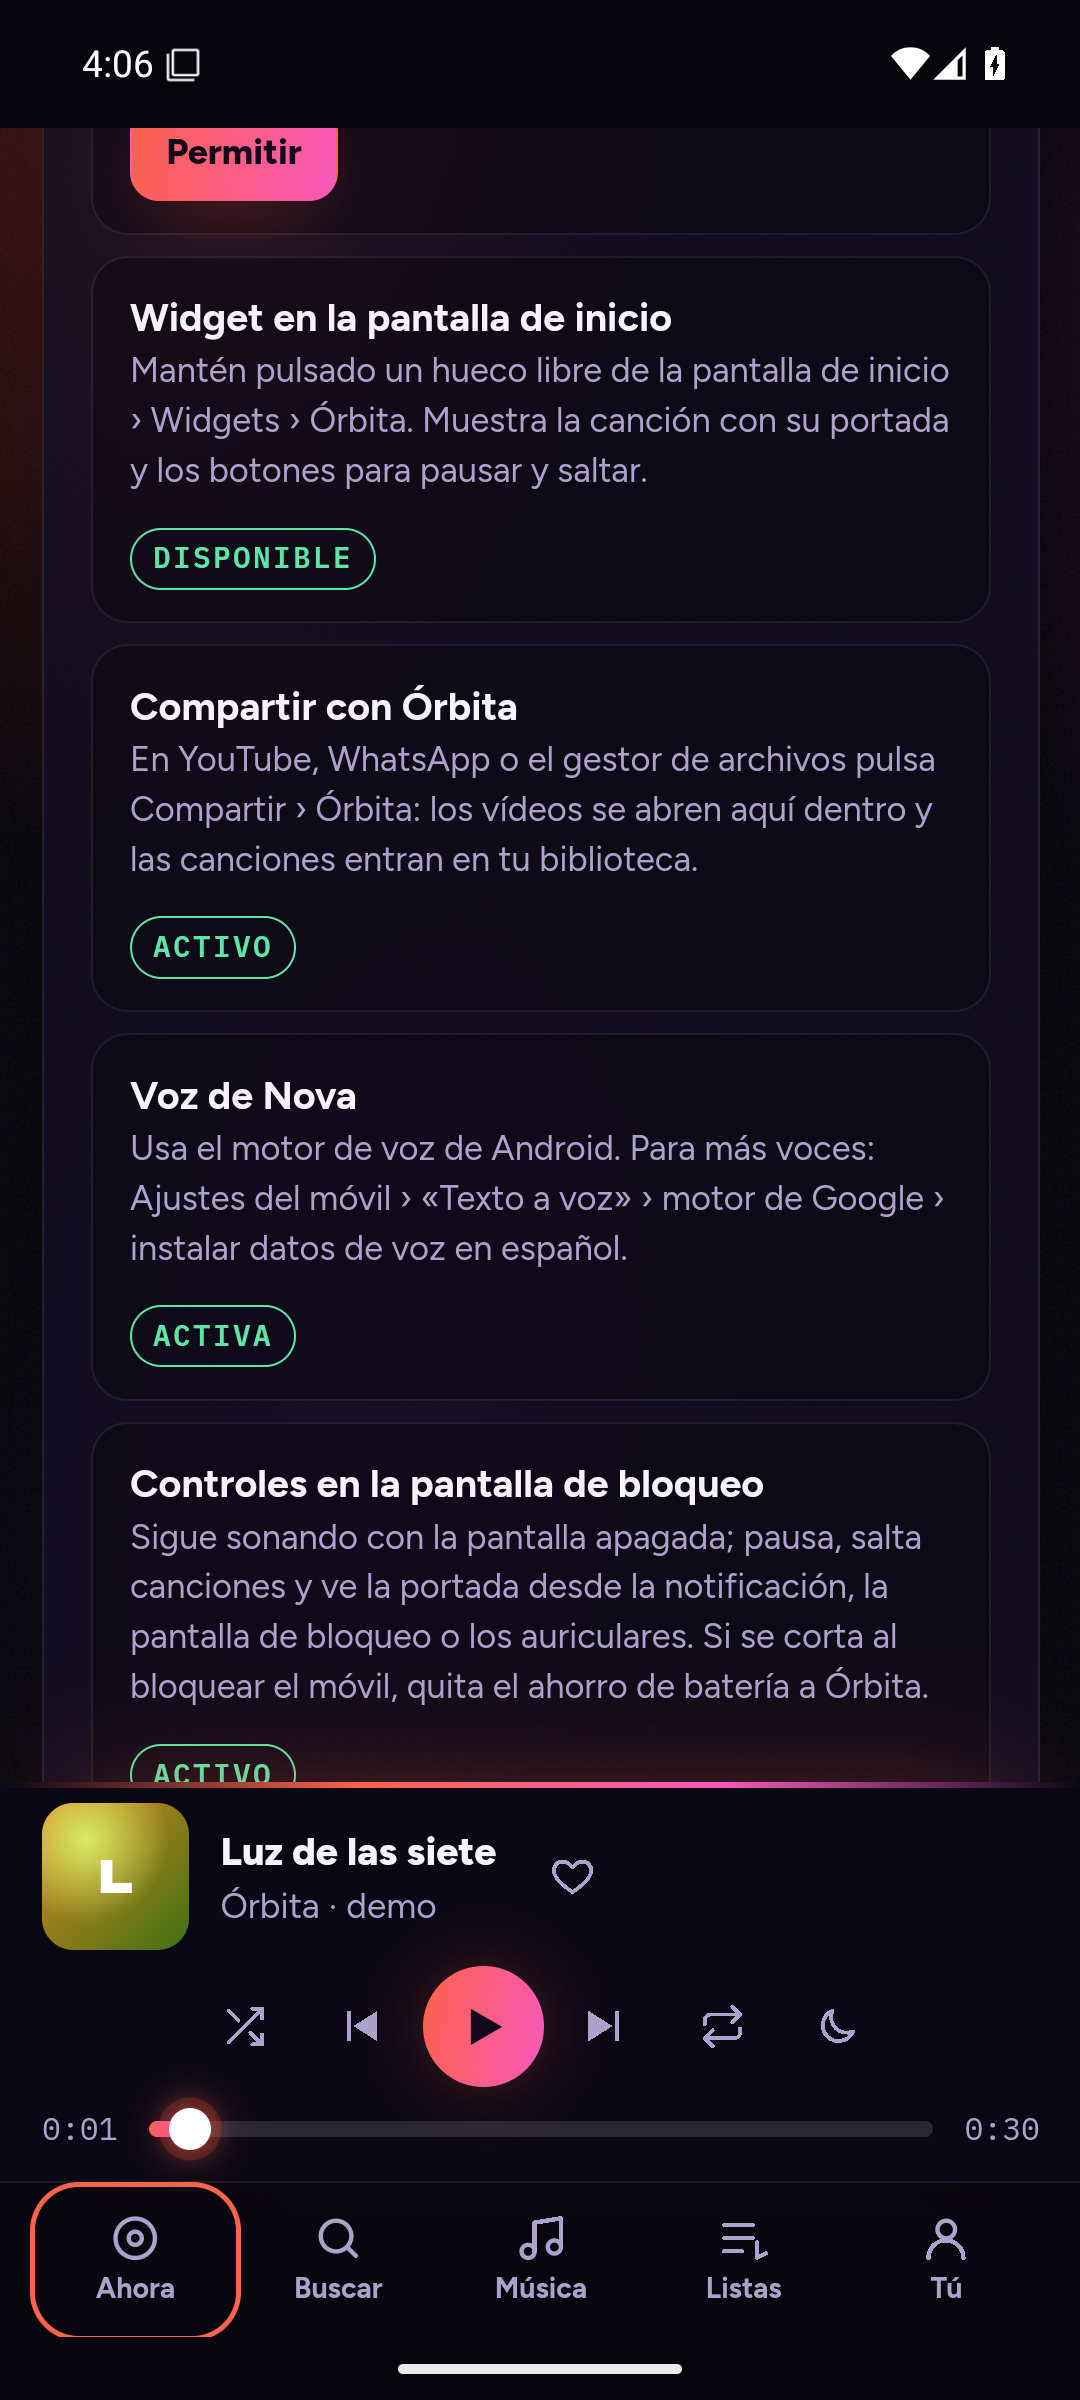 4:06
Permitir
Widget en la pantalla de inicio
Mantén pulsado un hueco libre de la pantalla de inicio
› Widgets › Órbita. Muestra la canción con su portada
y los botones para pausar y saltar.
DISPONIBLE
Compartir con Órbita
En YouTube, WhatsApp o el gestor de archivos pulsa
Compartir › Órbita: los vídeos se abren aquí dentro y
las canciones entran en tu biblioteca.
ACTIVO
Voz de Nova
Usa el motor de voz de Android. Para más voces:
Ajustes del móvil › «Texto a voz» › motor de Google ›
instalar datos de voz en español.
ACTIVA
Controles en la pantalla de bloqueo
Sigue sonando con la pantalla apagada; pausa, salta
canciones y ve la portada desde la notificación, la
pantalla de bloqueo o los auriculares. Si se corta al
bloquear el móvil, quita el ahorro de batería a Órbita.
ACTIVO
L
Luz de las siete
Órbita · demo
0:01
0:30
Ahora
Buscar
Música
Listas
Tú